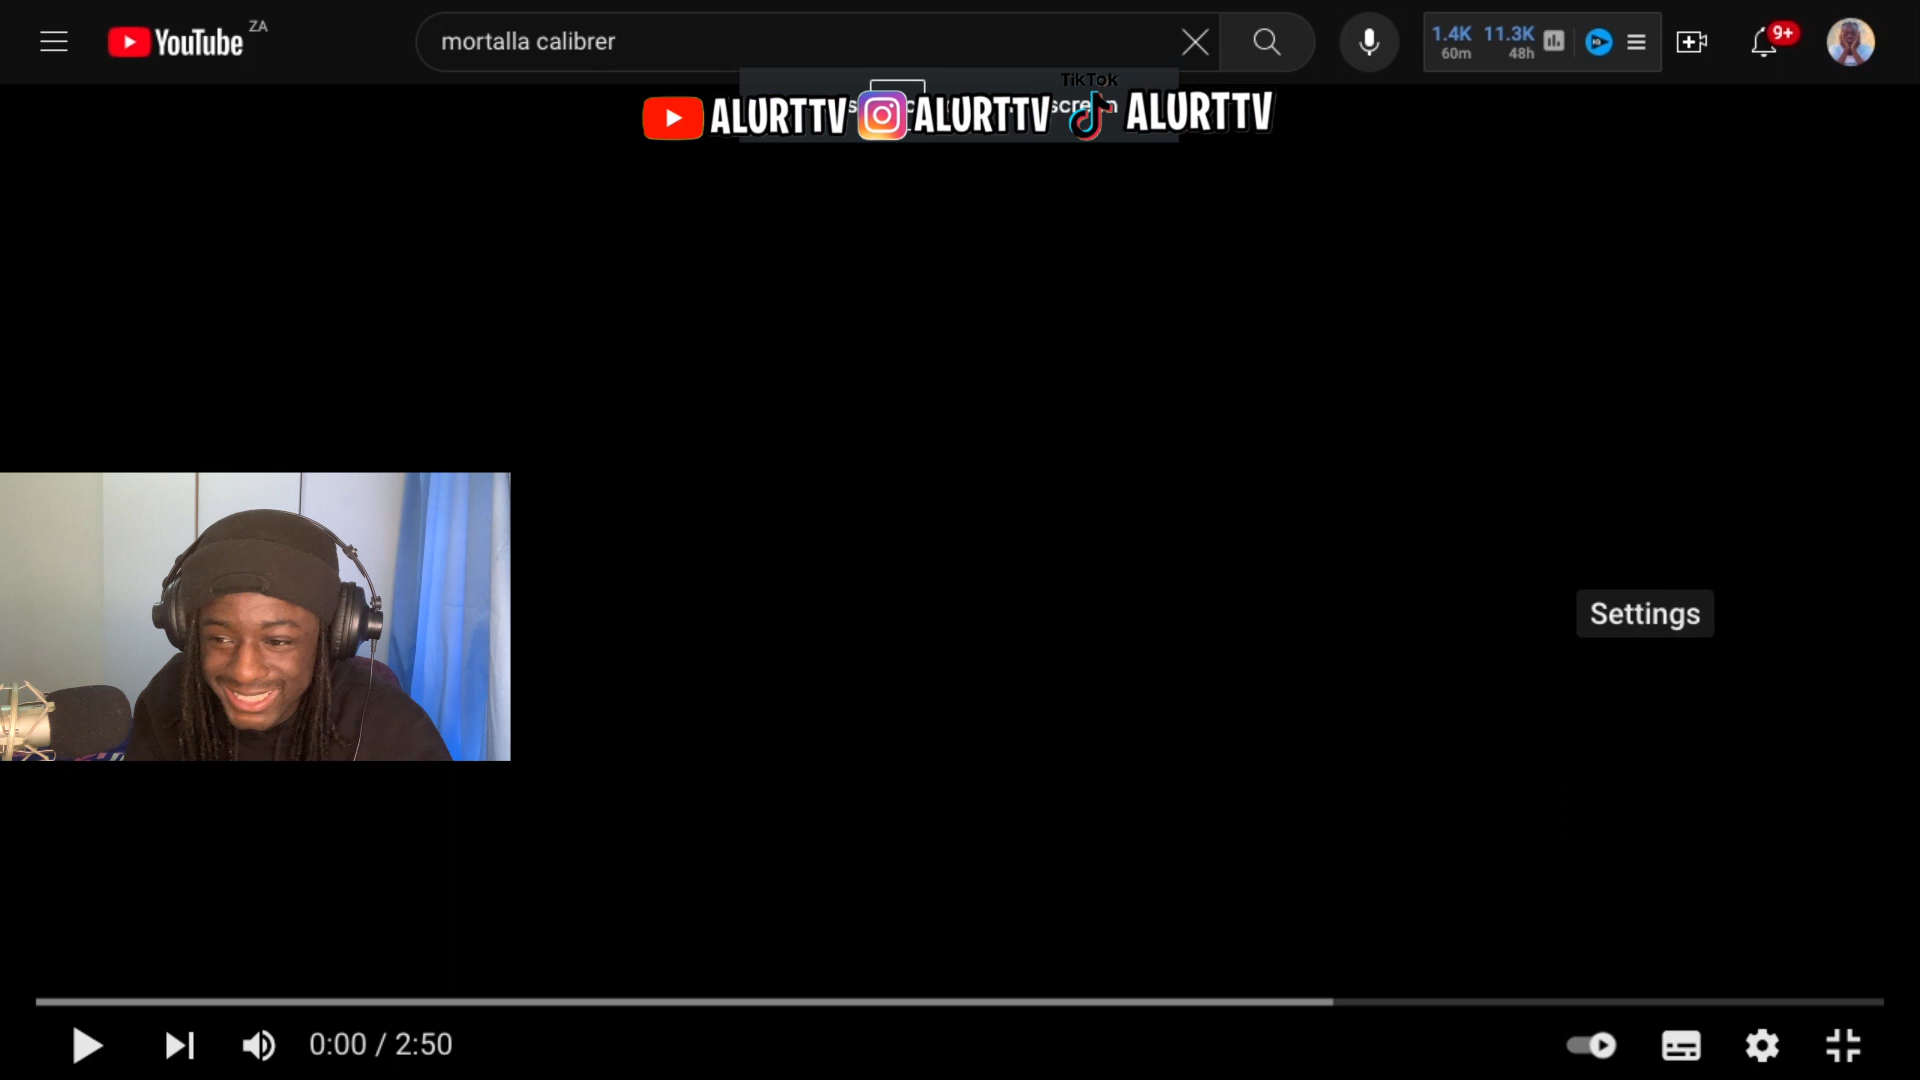 YouTube ZA
mortalla calibrer
1.4K 11.3K
60m 48h
9+
TikTok
ALURTTV ALURTTV ALURTTV
Settings
0:00 / 2:50